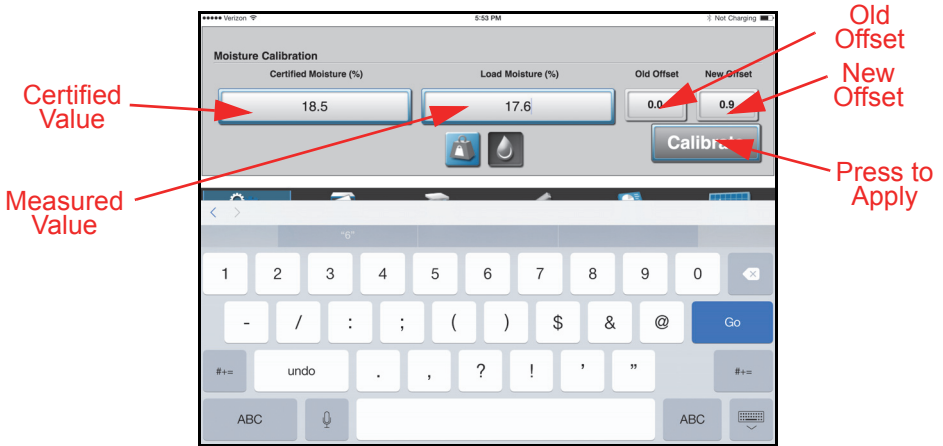 Verizon 5:53 PM Not Charging
Old
Offset
Moisture Calibration
Certified Moisture (%) Load Moisture (%) Old Offset New Offset
New
Offset
Certified
Value
18.5 17.6 0.0 0.9
Calibrate
Press to
Apply
Measured
Value
"6"
1 2 3 4 5 6 7 8 9 0
- / : ; ( ) $ & @ Go
#+= undo . , ? ! ’ ” #+=
ABC ABC